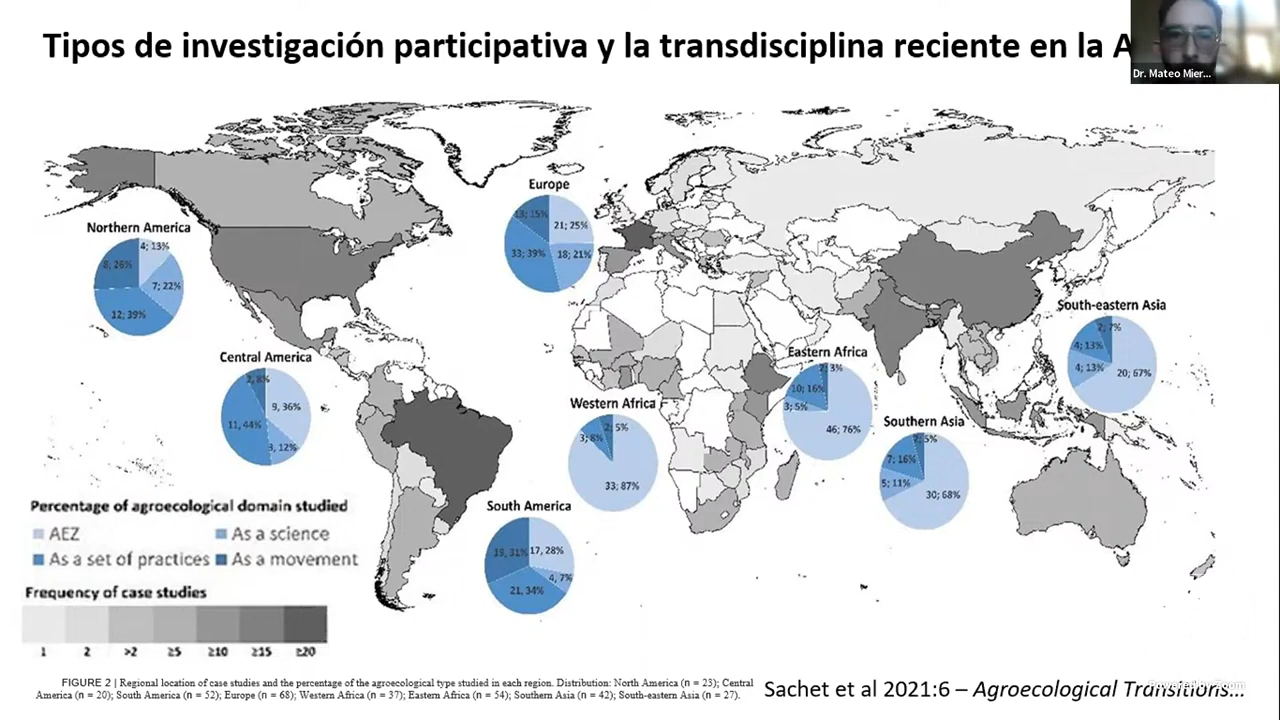 Tipos de investigación participativa y la transdisciplina reciente en la A
Dr. Mateo Mier...
Europe
13; 15%
21; 25%
33; 39%
18; 21%
Northern America
4; 13%
8, 26%
7; 22%
12; 39%
South-eastern Asia
2, 7%
4; 13%
4; 13%
20; 67%
Central America
2, 8%
9, 36%
11, 44%
3, 12%
Eastern Africa
2; 3%
10; 16%
3; 5%
46; 76%
Western Africa
2; 5%
3; 8%
33; 87%
Southern Asia
2; 5%
7; 16%
5; 11%
30; 68%
South America
19, 31%
17, 28%
4, 7%
21, 34%
Percentage of agroecological domain studied
AEZ
As a science
As a set of practices
As a movement
Frequency of case studies
1 2 >2 ≥5 ≥10 ≥15 ≥20
FIGURE 2 | Regional location of case studies and the percentage of the agroecological type studied in each region. Distribution: North America (n = 23); Central
America (n = 20); South America (n = 52); Europe (n = 68); Western Africa (n = 37); Eastern Africa (n = 54); Southern Asia (n = 42); South-eastern Asia (n = 27).
Sachet et al 2021:6 – Agroecological Transitions...